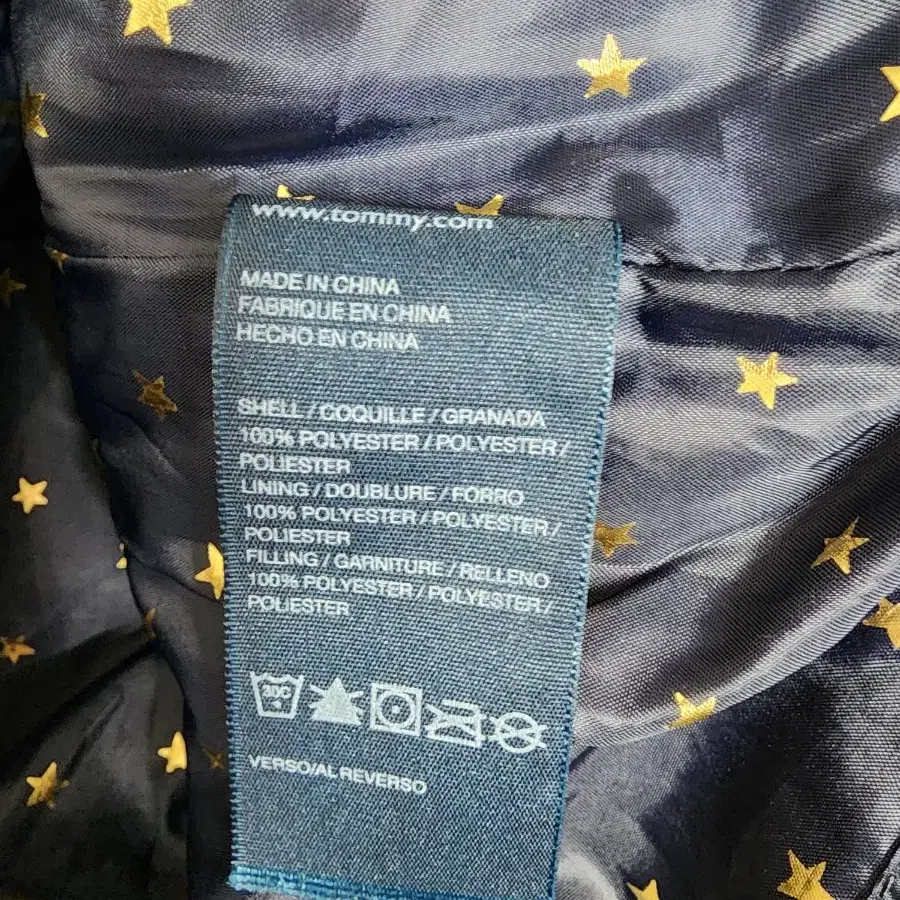 www.tommy.com
MADE IN CHINA
FABRIQUE EN CHINA
HECHO EN CHINA
SHELL / COQUILLE / GRANADA
100% POLYESTER / POLYESTER /
POLIESTER
LINING / DOUBLURE / FORRO
100% POLYESTER / POLYESTER /
POLIESTER
FILLING / GARNITURE / RELLENO
100% POLYESTER / POLYESTER /
POLIESTER
30C
VERSO/AL REVERSO